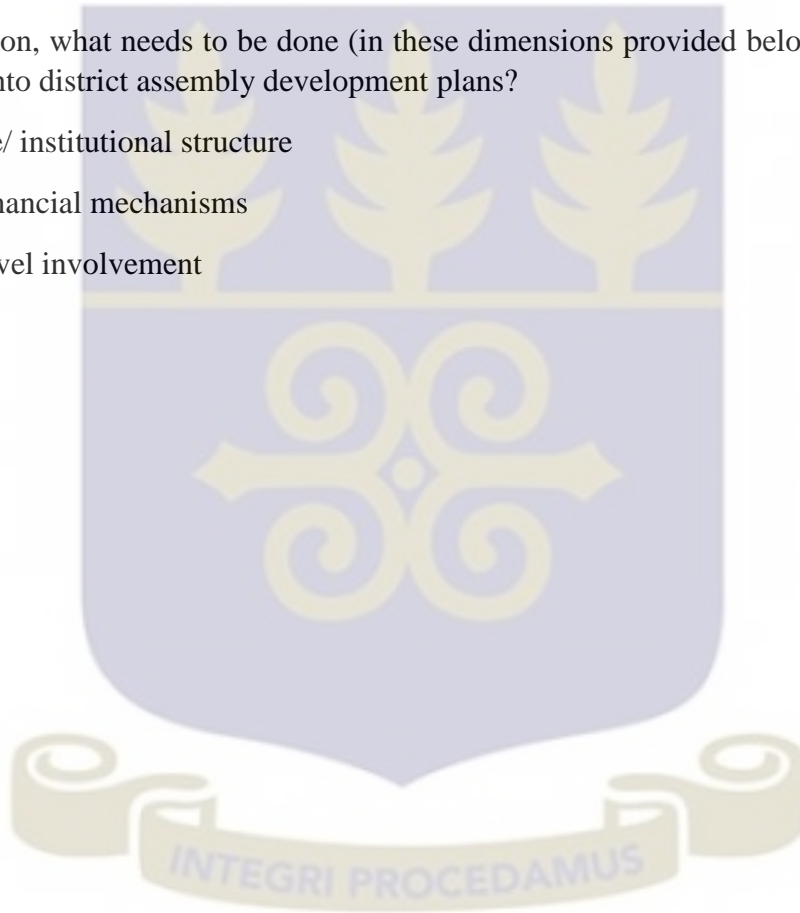 on, what needs to be done (in these dimensions provided belo
nto district assembly development plans?
e/ institutional structure
nancial mechanisms
vel involvement
INTEGRI PROCEDAMUS